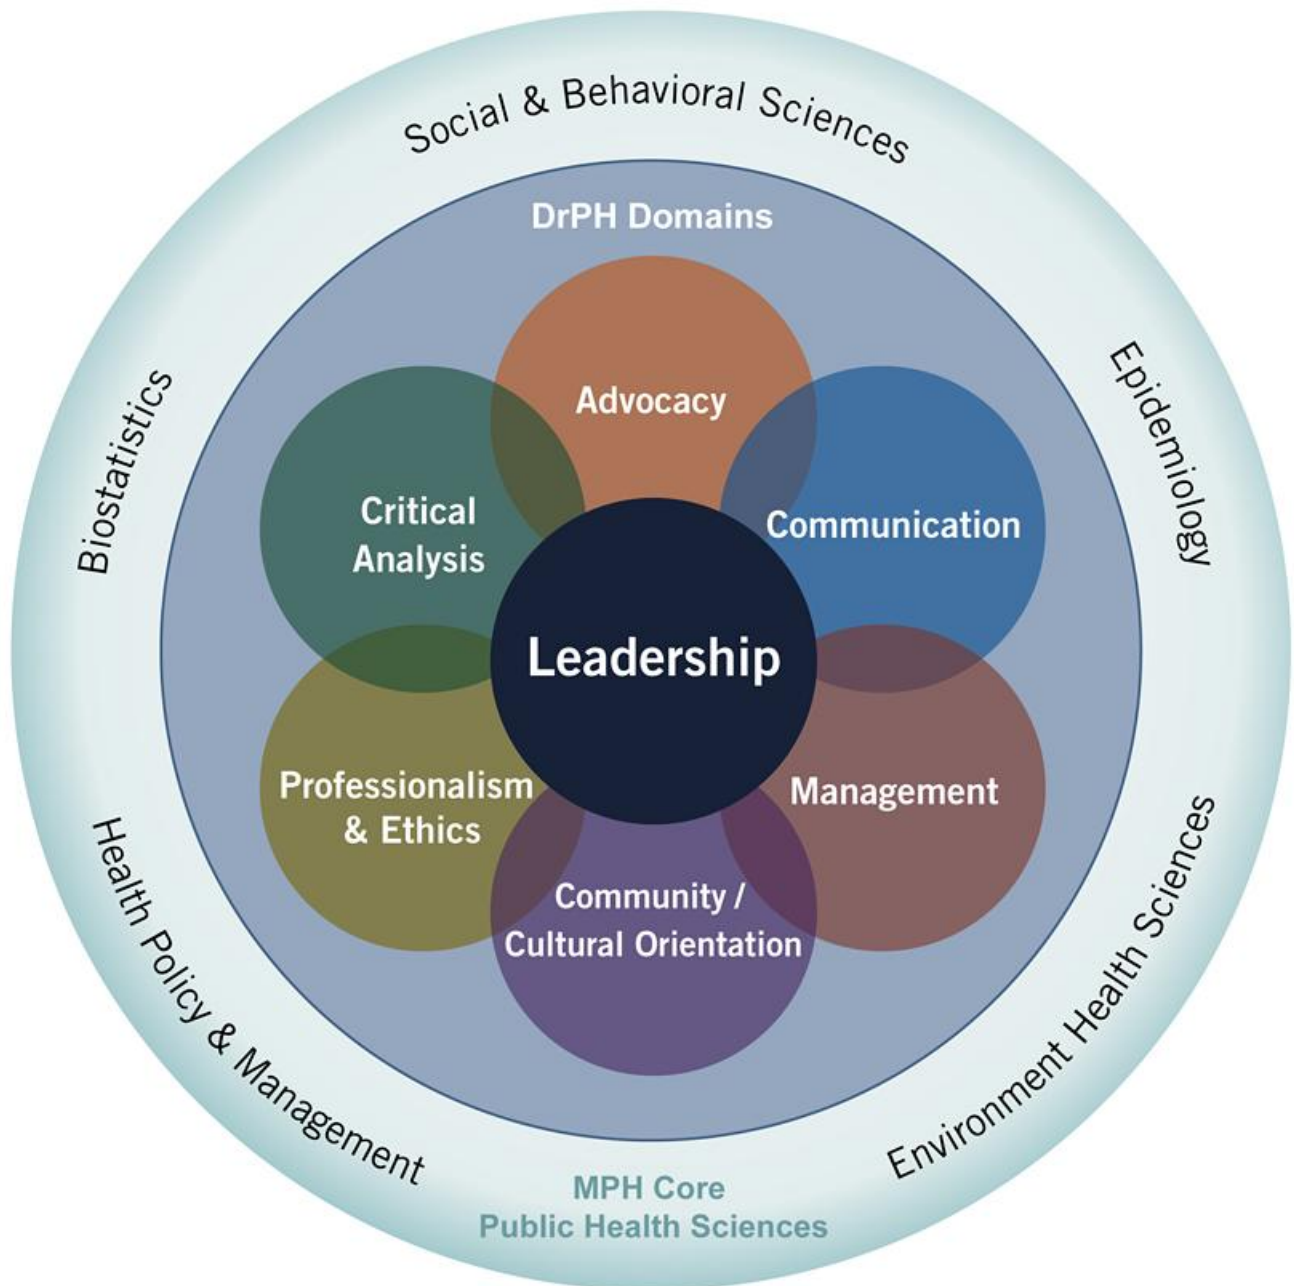 Social & Behavioral Sciences
DrPH Domains
Advocacy
Epidemiology
Biostatistics
Critical
Analysis
Communication
Leadership
Professionalism
& Ethics
Management
Community /
Cultural Orientation
Health Policy & Management
Environment Health Sciences
MPH Core
Public Health Sciences